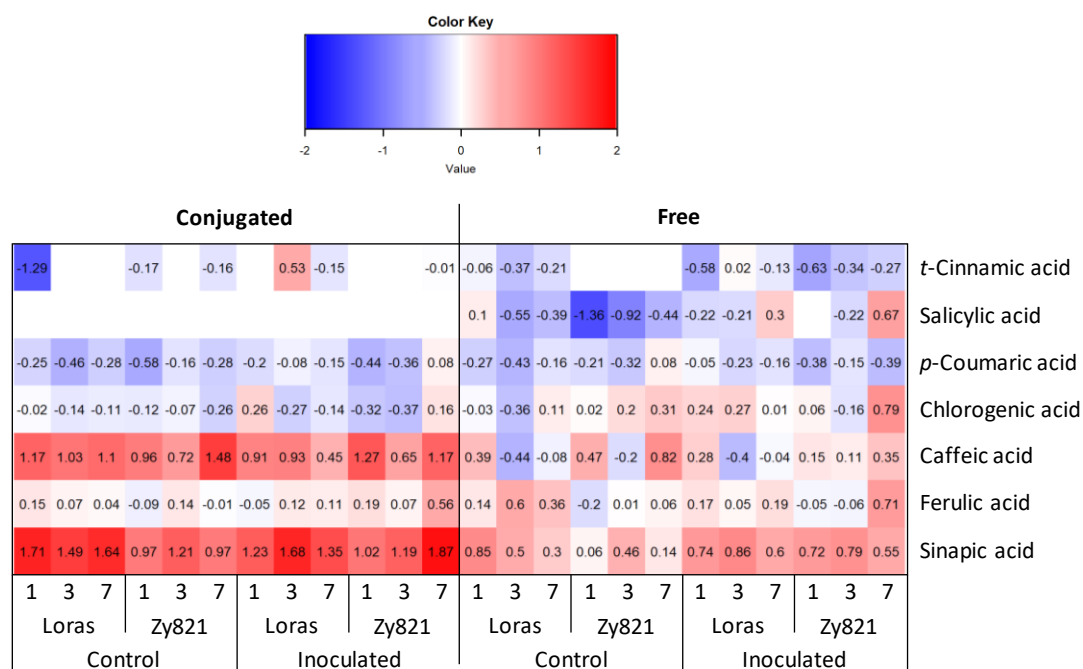 Color Key
-2 -1 0 1 2
Value
Conjugated Free
-1.29 -0.17 -0.16 0.53 -0.15 -0.01 -0.06 -0.37 -0.21 -0.58 0.02 -0.13 -0.63 -0.34 -0.27 t-Cinnamic acid
0.1 -0.55 -0.39 -1.36 -0.92 -0.44 -0.22 -0.21 0.3 -0.22 0.67 Salicylic acid
-0.25 -0.46 -0.28 -0.58 -0.16 -0.28 -0.2 -0.08 -0.15 -0.44 -0.36 0.08 -0.27 -0.43 -0.16 -0.21 -0.32 0.08 -0.05 -0.23 -0.16 -0.38 -0.15 -0.39 p-Coumaric acid
-0.02 -0.14 -0.11 -0.12 -0.07 -0.26 0.26 -0.27 -0.14 -0.32 -0.37 0.16 -0.03 -0.36 0.11 0.02 0.2 0.31 0.24 0.27 0.01 0.06 -0.16 0.79 Chlorogenic acid
1.17 1.03 1.1 0.96 0.72 1.48 0.91 0.93 0.45 1.27 0.65 1.17 0.39 -0.44 -0.08 0.47 -0.2 0.82 0.28 -0.4 -0.04 0.15 0.11 0.35 Caffeic acid
0.15 0.07 0.04 -0.09 0.14 -0.01 -0.05 0.12 0.11 0.19 0.07 0.56 0.14 0.6 0.36 -0.2 0.01 0.06 0.17 0.05 0.19 -0.05 -0.06 0.71 Ferulic acid
1.71 1.49 1.64 0.97 1.21 0.97 1.23 1.68 1.35 1.02 1.19 1.87 0.85 0.5 0.3 0.06 0.46 0.14 0.74 0.86 0.6 0.72 0.79 0.55 Sinapic acid
1 3 7 1 3 7 1 3 7 1 3 7 1 3 7 1 3 7 1 3 7 1 3 7
Loras Zy821 Loras Zy821 Loras Zy821 Loras Zy821
Control Inoculated Control Inoculated